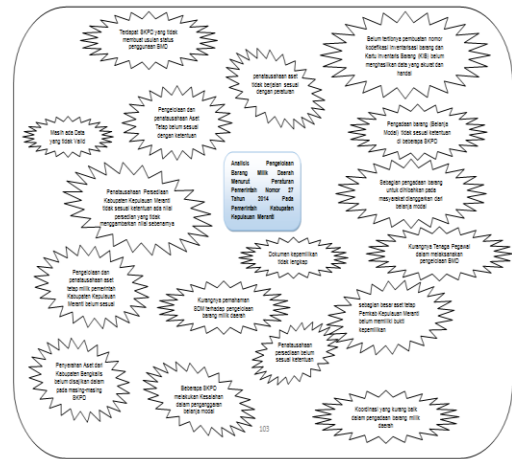 Terdapat SKPD yang tidak
membuat usulan status
penggunaan BMD
Belum tertibnya pembuatan nomor
kodefikasi inventarisasi barang dan
Kartu Inventaris Barang (KIB) belum
menghasilkan data yang akurat dan
handal
penatausahaan aset
tidak berjalan sesuai
dengan peraturan
Pengelolaan dan
penatausahaan Aset
Tetap belum sesuai
dengan ketentuan
Masih ada Data
yang tidak Valid
Pengadaan barang (Belanja
Modal) tidak sesuai ketentuan
di beberapa SKPD
Analisis Pengelolaan
Barang Milik Daerah
Menurut Peraturan
Pemerintah Nomor 27
Tahun 2014 Pada
Pemerintah Kabupaten
Kepulauan Meranti
Sebagian pengadaan barang
untuk dihibahkan pada
masyarakat dianggarkan dari
belanja modal
Penatausahaan Persediaan
Kabupaten Kepulauan Meranti
tidak sesuai ketentuan ada nilai
persedian yang tidak
menggambarkan nilai sebenarnya
Kurangnya Tenaga Pegawai
dalam melaksanakan
pengelolaan BMD
Dokumen kepemilikan
tidak lengkap
Pengelolaan dan
penatausahaan aset
tetap milik pemerintah
Kabupaten Kepulauan
Meranti belum sesuai
Kurangnya pemahaman
SDM terhadap pengelolaan
barang milik daerah
sebagian besar aset tetap
Pemkab Kepulauan Meranti
belum memiliki bukti
kepemilikan
Penatausahaan
persediaan belum
sesuai ketentuan
Penyerahan Aset dari
Kabupaten Bengkalis
belum disajikan dalam
pada masing-masing
SKPD
Beberapa SKPD
melakukan Kesalahan
dalam penganggaran
belanja modal
Koordinasi yang kurang baik
dalam pengadaan barang milik
daerah
103